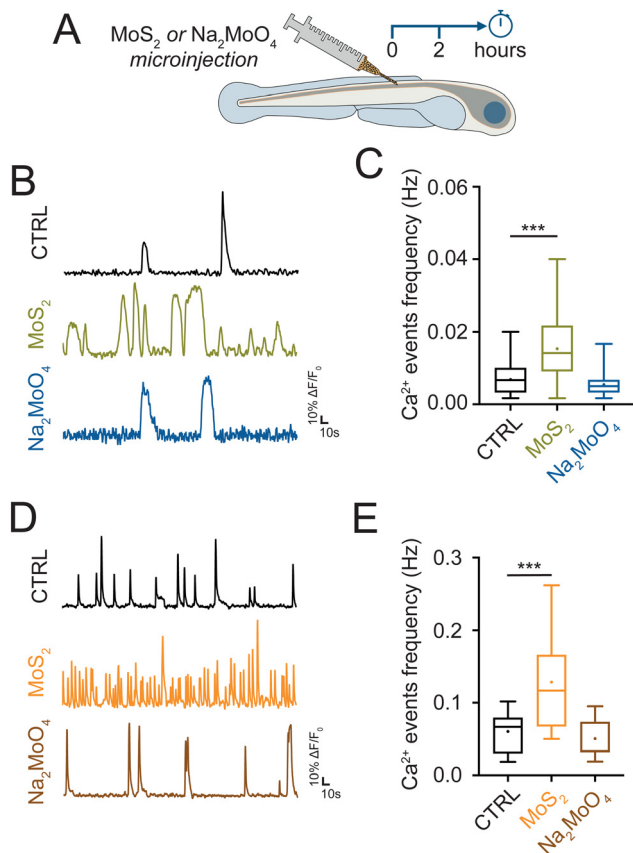 A
MoS₂ or Na₂MoO₄
microinjection
0 2 hours
B
CTRL
MoS₂
Na₂MoO₄
10% ΔF/F₀
10s
C
Ca²⁺ events frequency (Hz)
0.06
0.04
0.02
0.00
***
CTRL
MoS₂
Na₂MoO₄
D
CTRL
MoS₂
Na₂MoO₄
10% ΔF/F₀
10s
E
Ca²⁺ events frequency (Hz)
0.3
0.2
0.1
0.0
***
CTRL
MoS₂
Na₂MoO₄